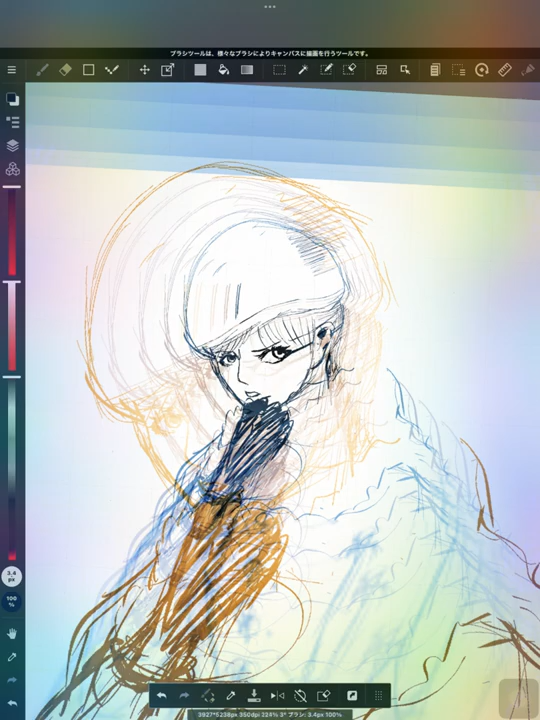 ブラシツールは、様々なブラシによりキャンバスに描画を行うツールです。
3.4
px
100
%
3927*5238px 350dpi 124% 3° ブラシ: 3.4px 100%